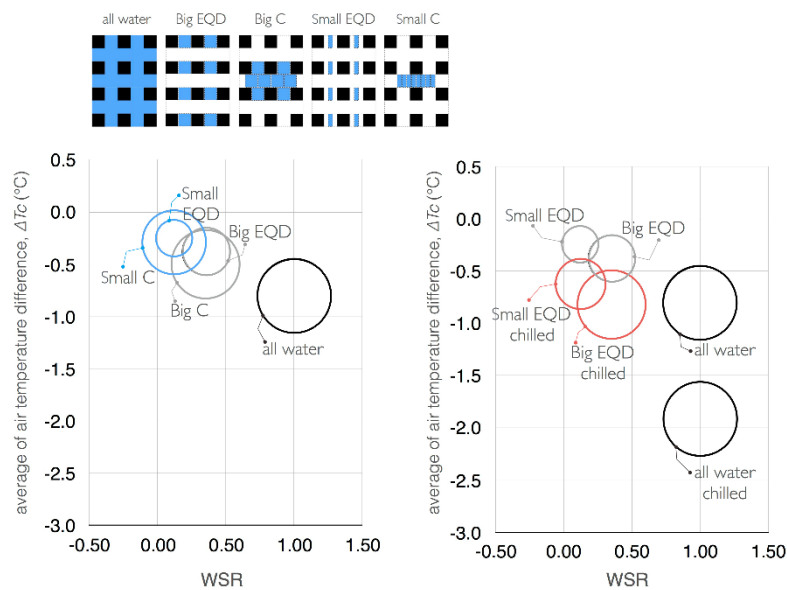 all water Big EQD Big C Small EQD Small C
average of air temperature difference, ΔTc (°C)
0.5
0.0
-0.5
-1.0
-1.5
-2.0
-2.5
-3.0
-0.50 0.00 0.50 1.00 1.50
WSR
Small
EQD
Big EQD
Small C
Big C
all water
average of air temperature difference, ΔTc (°C)
0.5
0.0
-0.5
-1.0
-1.5
-2.0
-2.5
-3.0
-0.50 0.00 0.50 1.00 1.50
WSR
Small EQD
Big EQD
Small EQD
chilled
Big EQD
chilled
all water
all water
chilled